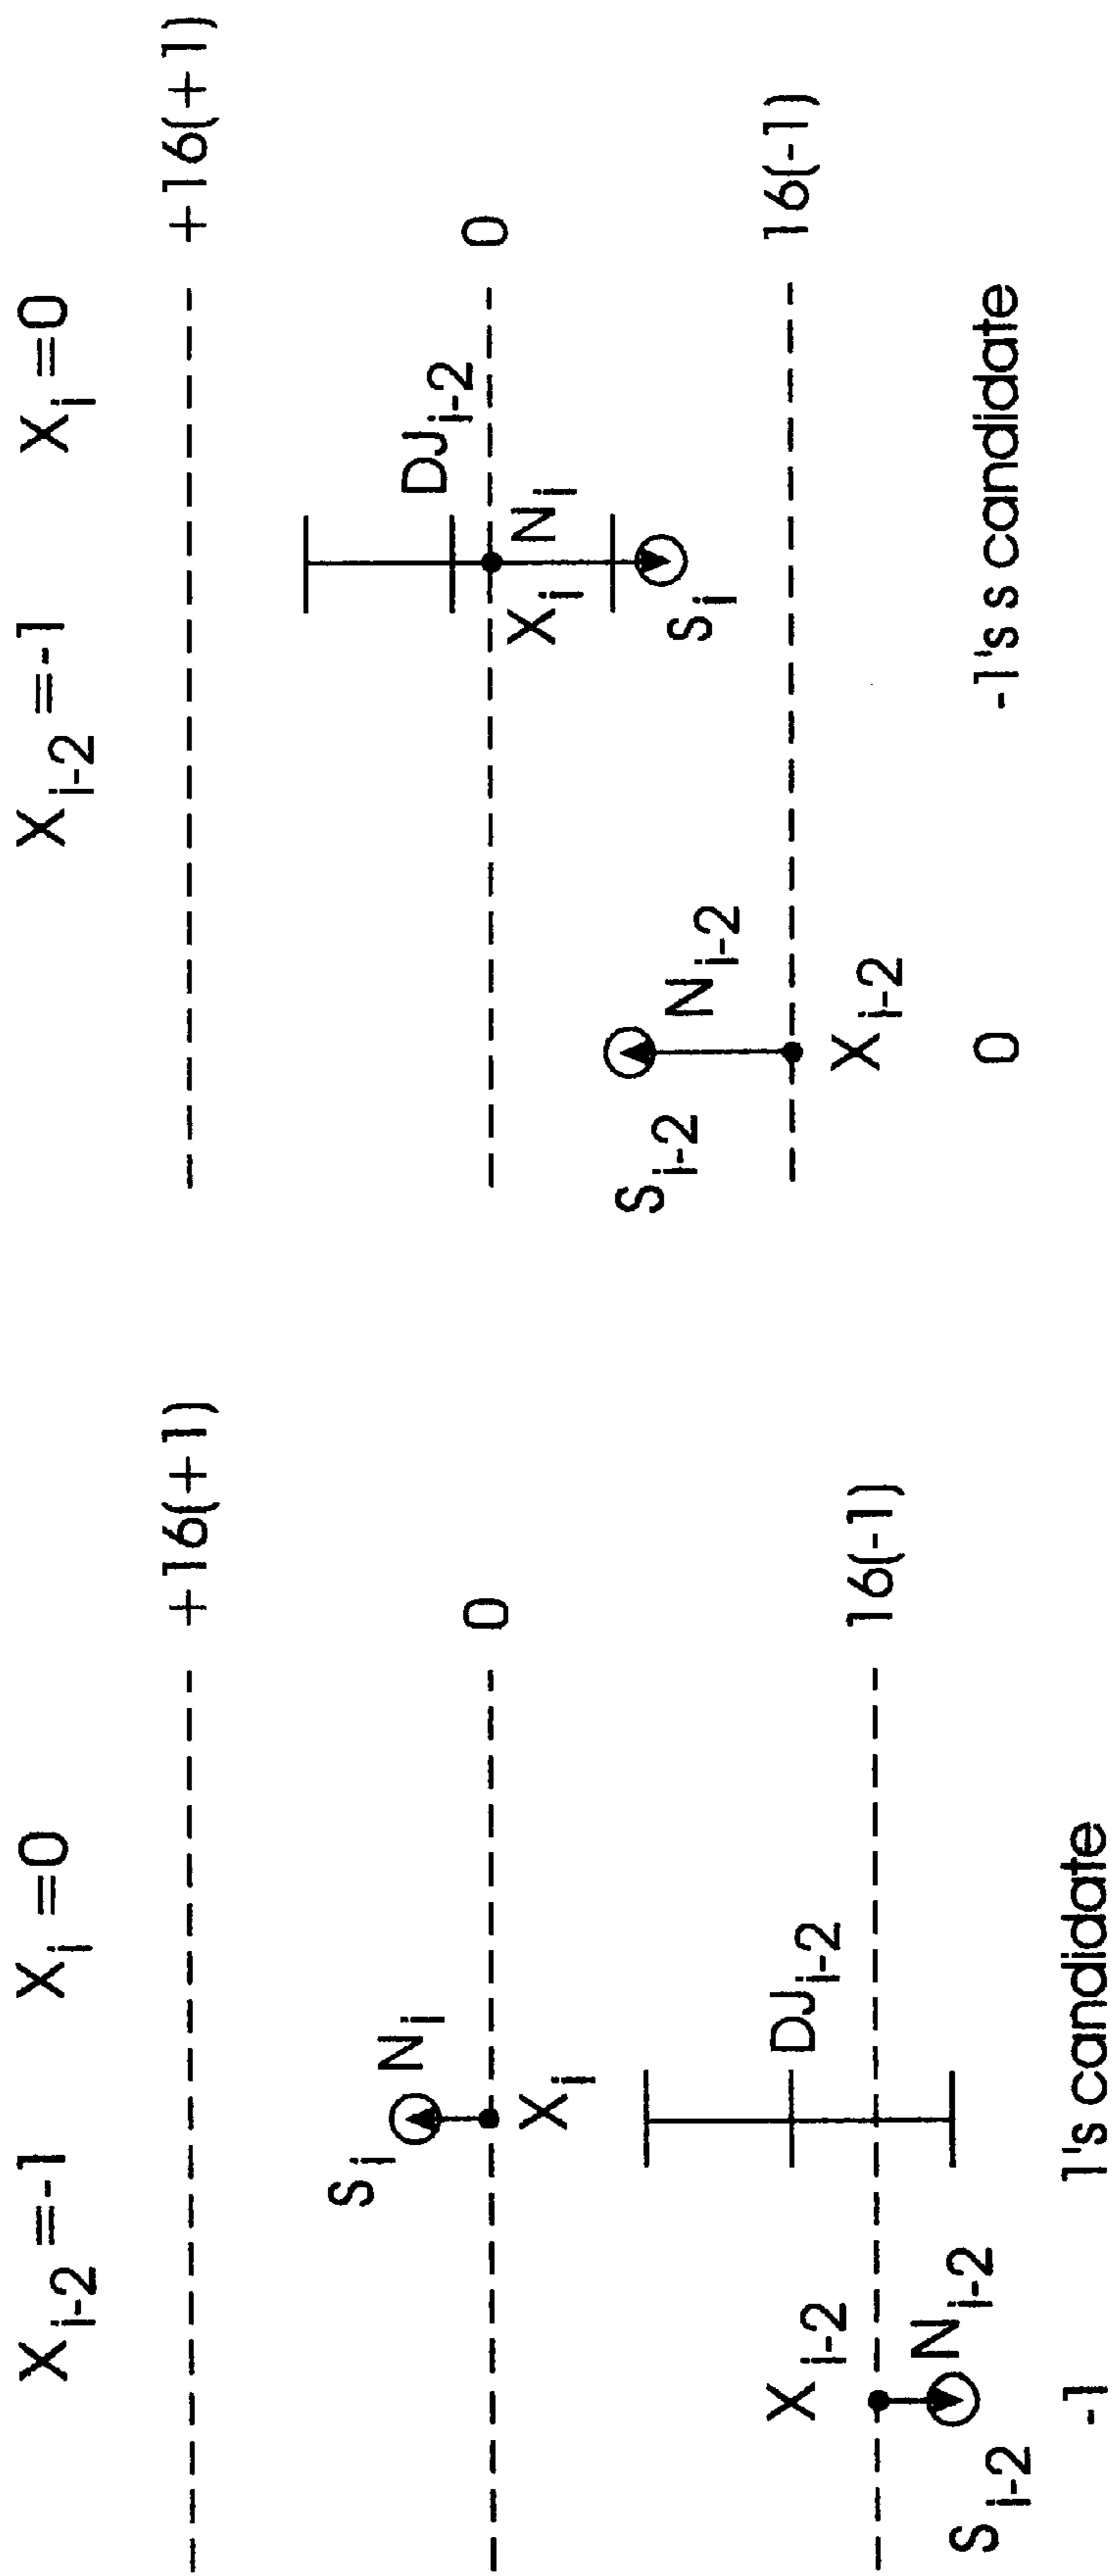 X_{i-2} =-1 X_i =0
+16(+1)
S_i N_i
0
X_i
DJ_{i-2}
X_{i-2}
16(-1)
N_{i-2}
S_{i-2}
-1 1's candidate
X_{i-2} =-1 X_i =0
+16(+1)
DJ_{i-2}
0
X_i N_i
S_i
S_{i-2} N_{i-2}
16(-1)
X_{i-2}
0 -1's s candidate